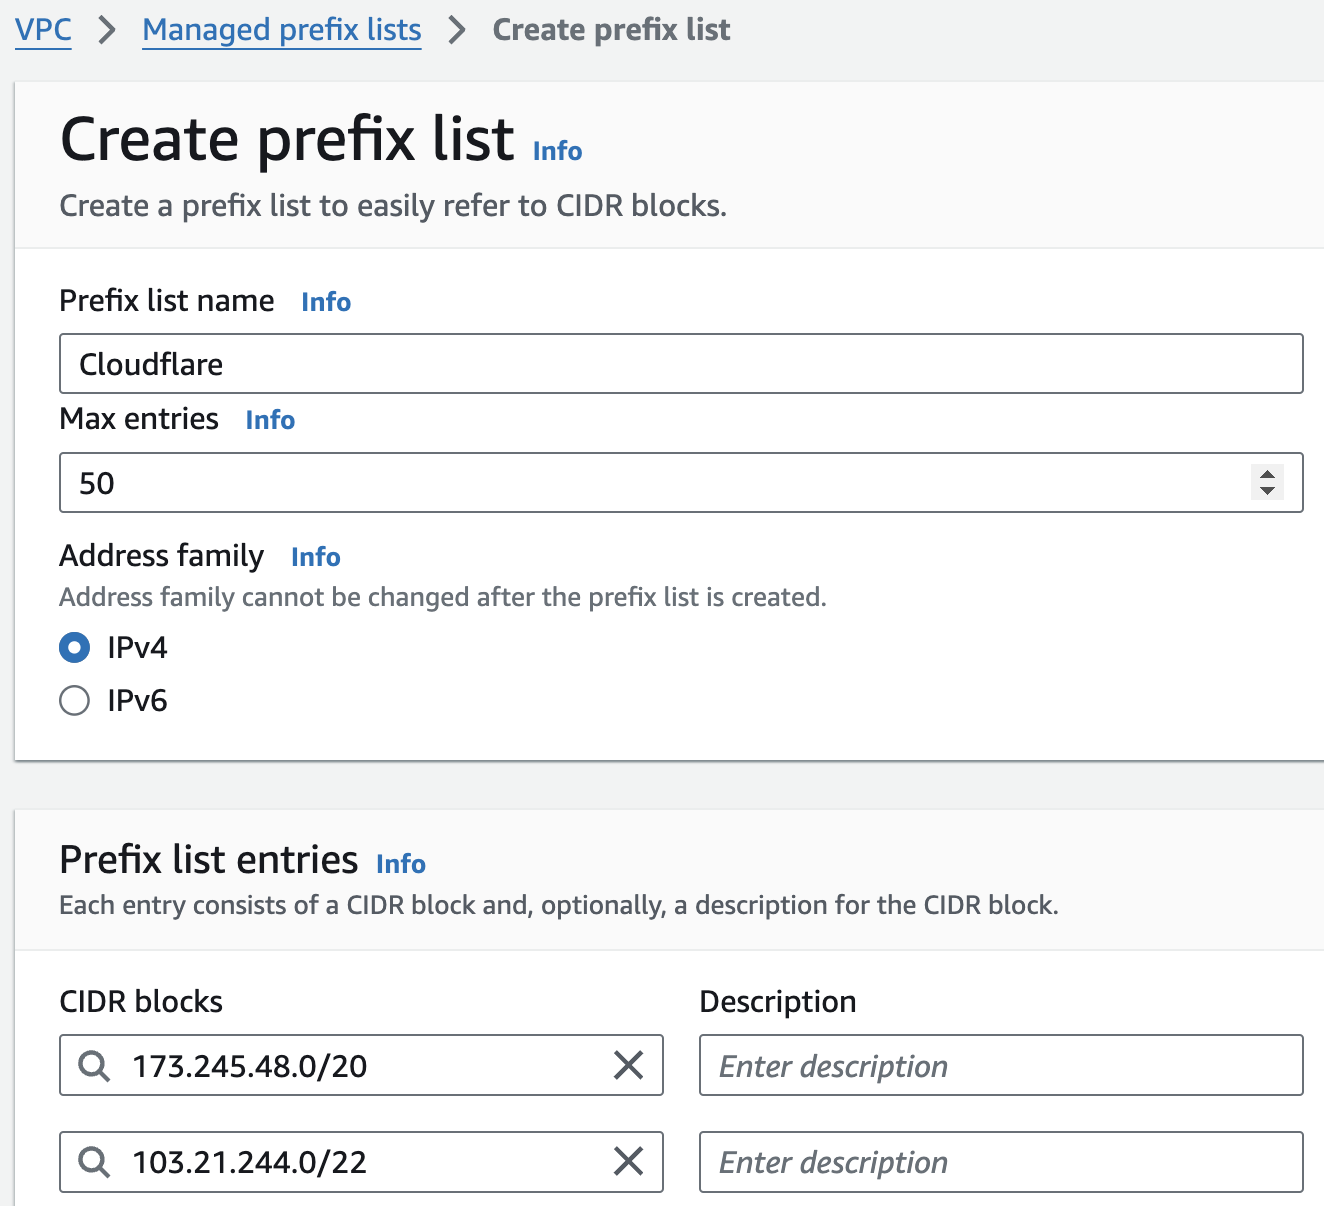 VPC > Managed prefix lists > Create prefix list
Create prefix list Info
Create a prefix list to easily refer to CIDR blocks.
Prefix list name Info
Cloudflare
Max entries Info
50
Address family Info
Address family cannot be changed after the prefix list is created.
IPv4
IPv6
Prefix list entries Info
Each entry consists of a CIDR block and, optionally, a description for the CIDR block.
CIDR blocks Description
173.245.48.0/20 Enter description
103.21.244.0/22 Enter description